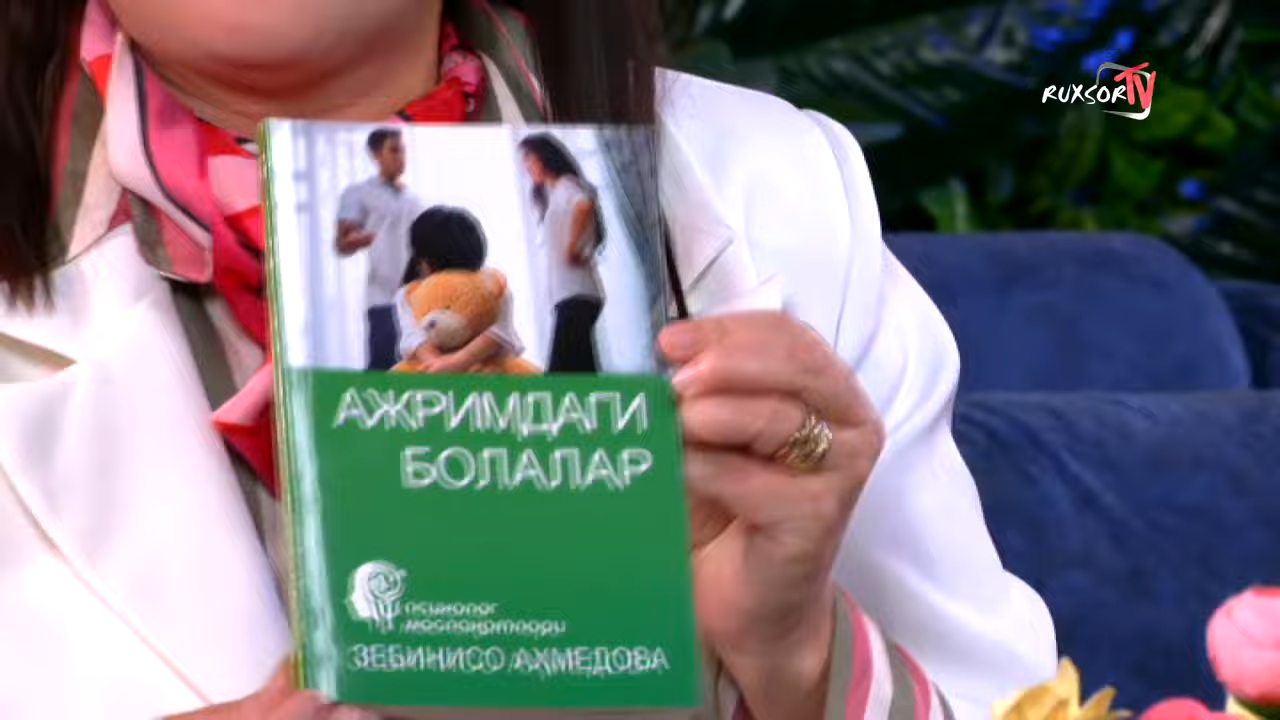 RUXSOR TV
АЖРИМДАГИ
БОЛАЛАР
ПСИХОЛОГ
маслаҳатлари
ЗЕБИНИСО АҲМЕДОВА